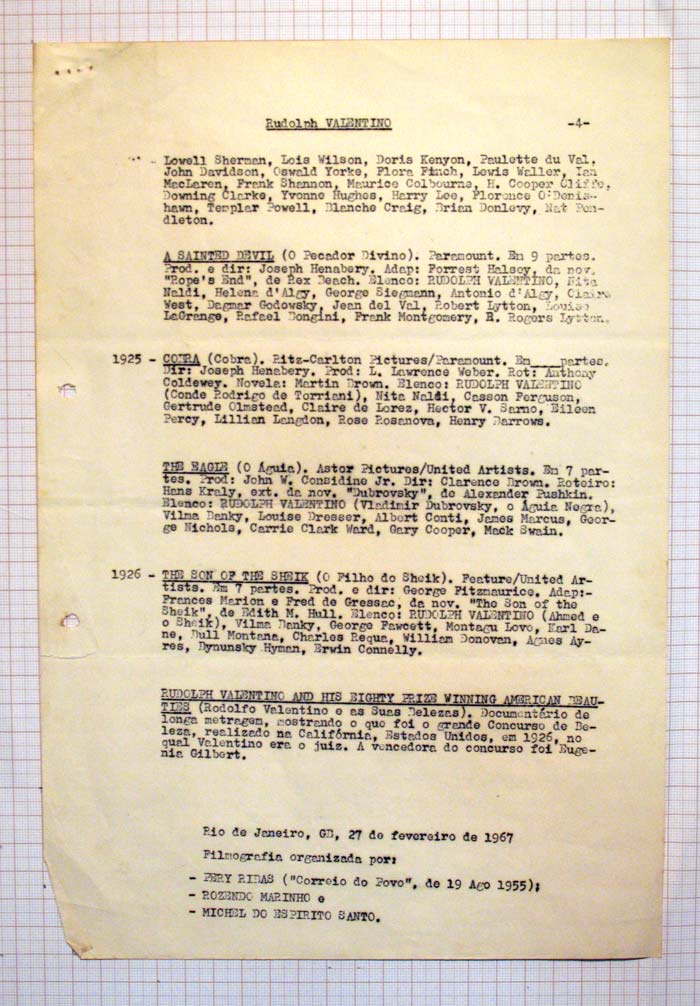 Rudolph VALENTINO -4-
Lowell Sherman, Lois Wilson, Doris Kenyon, Paulette du Val,
John Davidson, Oswald Yorke, Flora Finch, Lewis Waller, Ian
MacLaren, Frank Shannon, Maurice Colbourne, H. Cooper Cliffe,
Downing Clarke, Yvonne Hughes, Harry Lee, Florence O'Denis-
hawn, Templar Powell, Blanche Craig, Brian Donlevy, Nat Pen-
dleton.
A SAINTED DEVIL (O Pecador Divino). Paramount. Em 9 partes.
Prod. e dir: Joseph Henabery. Adap: Forrest Halsey, da nov.
"Rope's End", de Rex Beach. Elenco: RUDOLPH VALENTINO, Nita
Naldi, Helena d'Algy, George Siegmann, Antonio d'Algy, Claire
West, Dagmar Godowsky, Jean del Val, Robert Lytton, Louise
LaGrange, Rafael Bongini, Frank Montgomery, R. Rogers Lytton.
1925 - COBRA (Cobra). Ritz-Carlton Pictures/Paramount. Em___partes.
Dir: Joseph Henabery. Prod: L. Lawrence Weber. Rot: Anthony
Coldewey. Novela: Martin Brown. Elenco: RUDOLPH VALENTINO
(Conde Rodrigo de Torriani), Nita Naldi, Casson Ferguson,
Gertrude Olmstead, Claire de Lorez, Hector V. Sarno, Eileen
Percy, Lillian Langdon, Rose Rosanova, Henry Barrows.
THE EAGLE (O Águia). Astor Pictures/United Artists. Em 7 par-
tes. Prod: John W. Considine Jr. Dir: Clarence Brown. Roteiro:
Hans Kraly, ext. da nov. "Dubrovsky", de Alexander Pushkin.
Elenco: RUDOLPH VALENTINO (Vladimir Dubrovsky, o Águia Negra),
Vilma Banky, Louise Dresser, Albert Conti, James Marcus, Geor-
ge Nichols, Carrie Clark Ward, Gary Cooper, Mack Swain.
1926 - THE SON OF THE SHEIK (O Filho do Sheik). Feature/United Ar-
tists. Em 7 partes. Prod. e dir: George Fitzmaurice. Adap:-
Frances Marion e Fred de Gressac, da nov. "The Son of the
Sheik", de Edith M. Hull. Elenco: RUDOLPH VALENTINO (Ahmed e
o Sheik), Vilma Banky, George Fawcett, Montagu Love, Karl Da-
ne, Bull Montana, Charles Requa, William Donovan, Agnes Ay-
res, Bynunsky Hyman, Erwin Connelly.
RUDOLPH VALENTINO AND HIS EIGHTY PRIZE WINNING AMERICAN BEAU-
TIES (Rodolfo Valentino e as Suas Belezas). Documentário de
longa metragem, mostrando o que foi o grande Concurso de Be-
leza, realizado na Califórnia, Estados Unidos, em 1926, no
qual Valentino era o juiz. A vencedora do concurso foi Euge-
nia Gilbert.
Rio de Janeiro, GB, 27 de fevereiro de 1967
Filmografia organizada por:
- PERY RIBAS ("Correio do Povo", de 19 Ago 1955);
- ROZENDO MARINHO e
- MICHEL DO ESPIRITO SANTO.